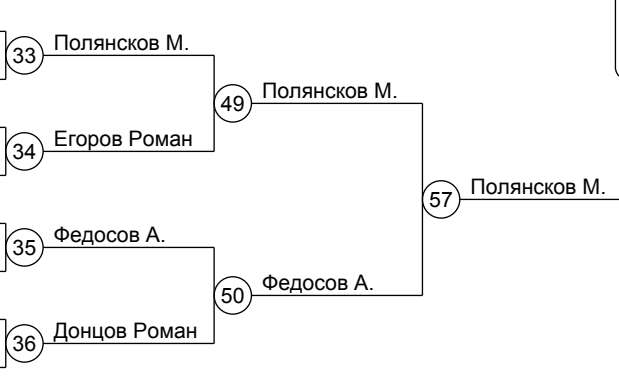 33 Полянсков М.
49 Полянсков М.
34 Егоров Роман
57 Полянсков М.
35 Федосов А.
50 Федосов А.
36 Донцов Роман